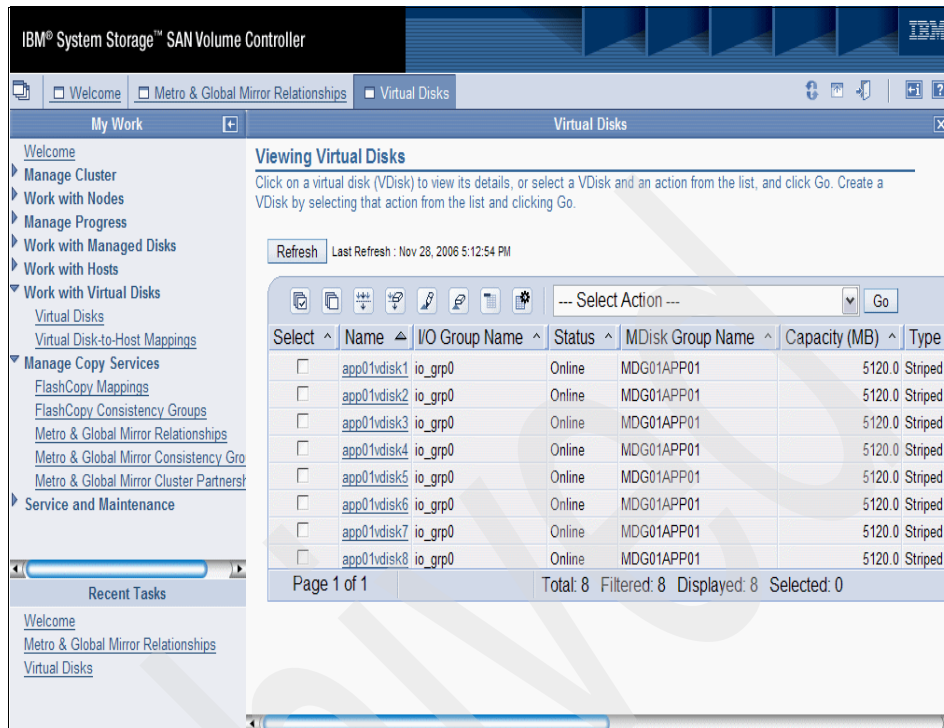 IBM® System Storage™ SAN Volume Controller
IBM
Welcome Metro & Global Mirror Relationships Virtual Disks
My Work
Welcome
Manage Cluster
Work with Nodes
Manage Progress
Work with Managed Disks
Work with Hosts
Work with Virtual Disks
Virtual Disks
Virtual Disk-to-Host Mappings
Manage Copy Services
FlashCopy Mappings
FlashCopy Consistency Groups
Metro & Global Mirror Relationships
Metro & Global Mirror Consistency Gro
Metro & Global Mirror Cluster Partnersh
Service and Maintenance
Recent Tasks
Welcome
Metro & Global Mirror Relationships
Virtual Disks
Virtual Disks
Viewing Virtual Disks
Click on a virtual disk (VDisk) to view its details, or select a VDisk and an action from the list, and click Go. Create a
VDisk by selecting that action from the list and clicking Go.
Refresh Last Refresh : Nov 28, 2006 5:12:54 PM
--- Select Action --- Go
Select Name I/O Group Name Status MDisk Group Name Capacity (MB) Type
app01vdisk1 io_grp0 Online MDG01APP01 5120.0 Striped
app01vdisk2 io_grp0 Online MDG01APP01 5120.0 Striped
app01vdisk3 io_grp0 Online MDG01APP01 5120.0 Striped
app01vdisk4 io_grp0 Online MDG01APP01 5120.0 Striped
app01vdisk5 io_grp0 Online MDG01APP01 5120.0 Striped
app01vdisk6 io_grp0 Online MDG01APP01 5120.0 Striped
app01vdisk7 io_grp0 Online MDG01APP01 5120.0 Striped
app01vdisk8 io_grp0 Online MDG01APP01 5120.0 Striped
Page 1 of 1 Total: 8 Filtered: 8 Displayed: 8 Selected: 0